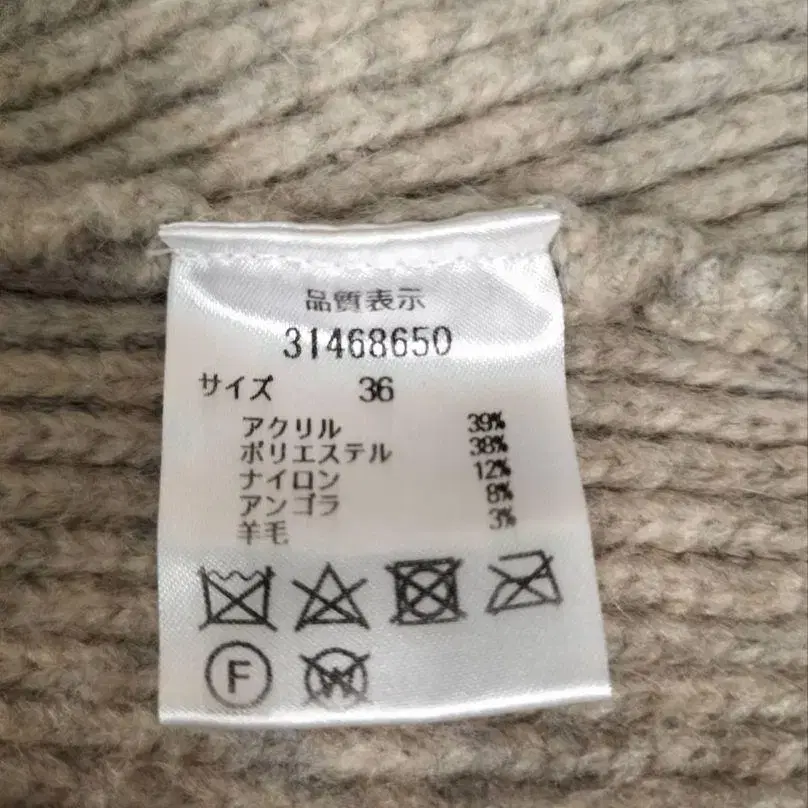 品質表示
31468650
サイズ 36
アクリル 39%
ポリエステル 38%
ナイロン 12%
アンゴラ 8%
羊毛 3%
F W